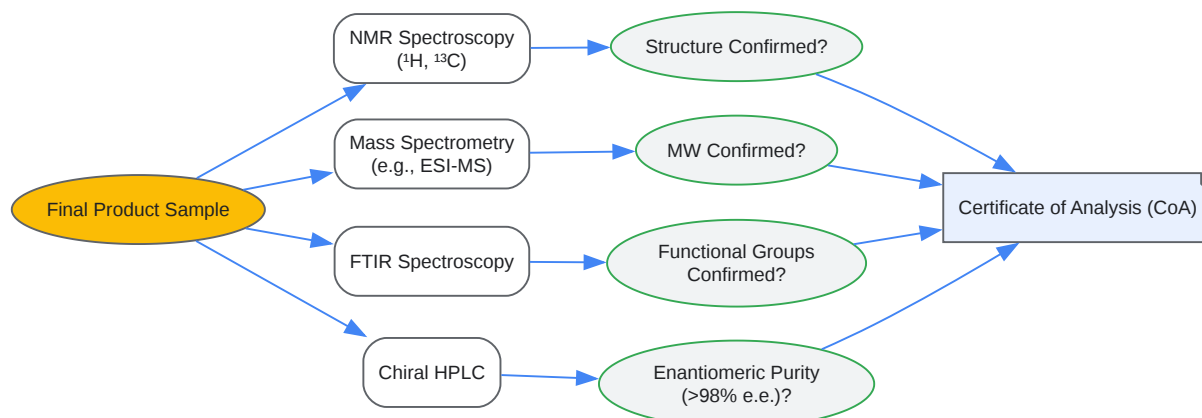 NMR Spectroscopy
(¹H, ¹³C)
Structure Confirmed?
Mass Spectrometry
(e.g., ESI-MS)
MW Confirmed?
Final Product Sample
Certificate of Analysis (CoA)
FTIR Spectroscopy
Functional Groups
Confirmed?
Chiral HPLC
Enantiomeric Purity
(>98% e.e.)?